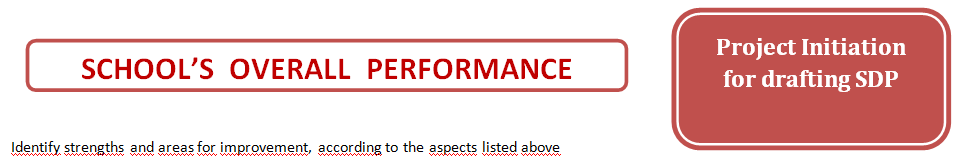 SCHOOL’S OVERALL PERFORMANCE
Project Initiation
for drafting SDP
Identify strengths and areas for improvement, according to the aspects listed above